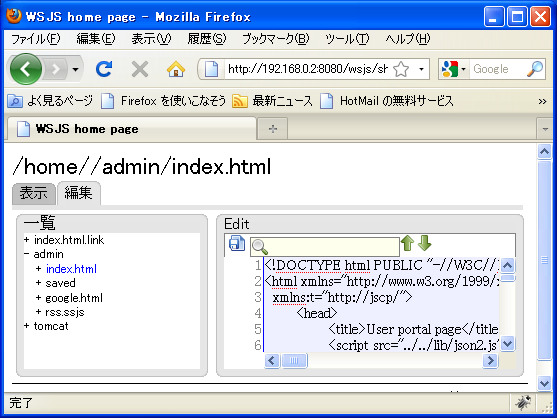 WSJS home page - Mozilla Firefox
ファイル(F) 編集(E) 表示(V) 履歴(S) ブックマーク(B) ツール(T) ヘルプ(H)
http://192.168.0.2:8080/wsjs/sh
Google
よく見るページ Firefox を使いこなそう 最新ニュース HotMail の無料サービス
WSJS home page
/home//admin/index.html
表示 編集
一覧
+ index.html.link
− admin
+ index.html
+ saved
+ google.html
+ rss.ssjs
+ tomcat
Edit
1 <!DOCTYPE html PUBLIC "-//W3C//
2 <html xmlns="http://www.w3.org/1999/
3 xmlns:t="http://jscp/">
4 <head>
5 <title>User portal page</title
6 <script src="../../lib/json2.js"
完了